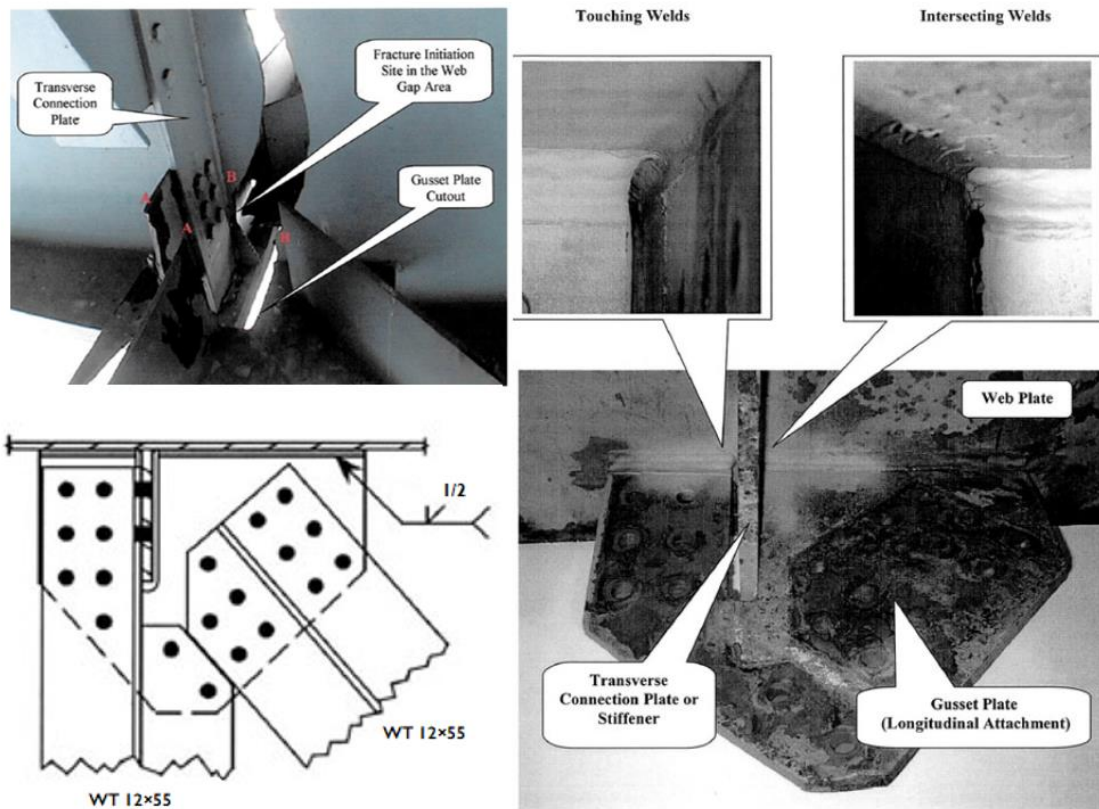 Transverse
Connection
Plate
Fracture Initiation
Site in the Web
Gap Area
Gusset Plate
Cutout
A
A
B
B
Touching Welds
Intersecting Welds
Web Plate
Transverse
Connection Plate or
Stiffener
Gusset Plate
(Longitudinal Attachment)
1/2
WT 12×55
WT 12×55